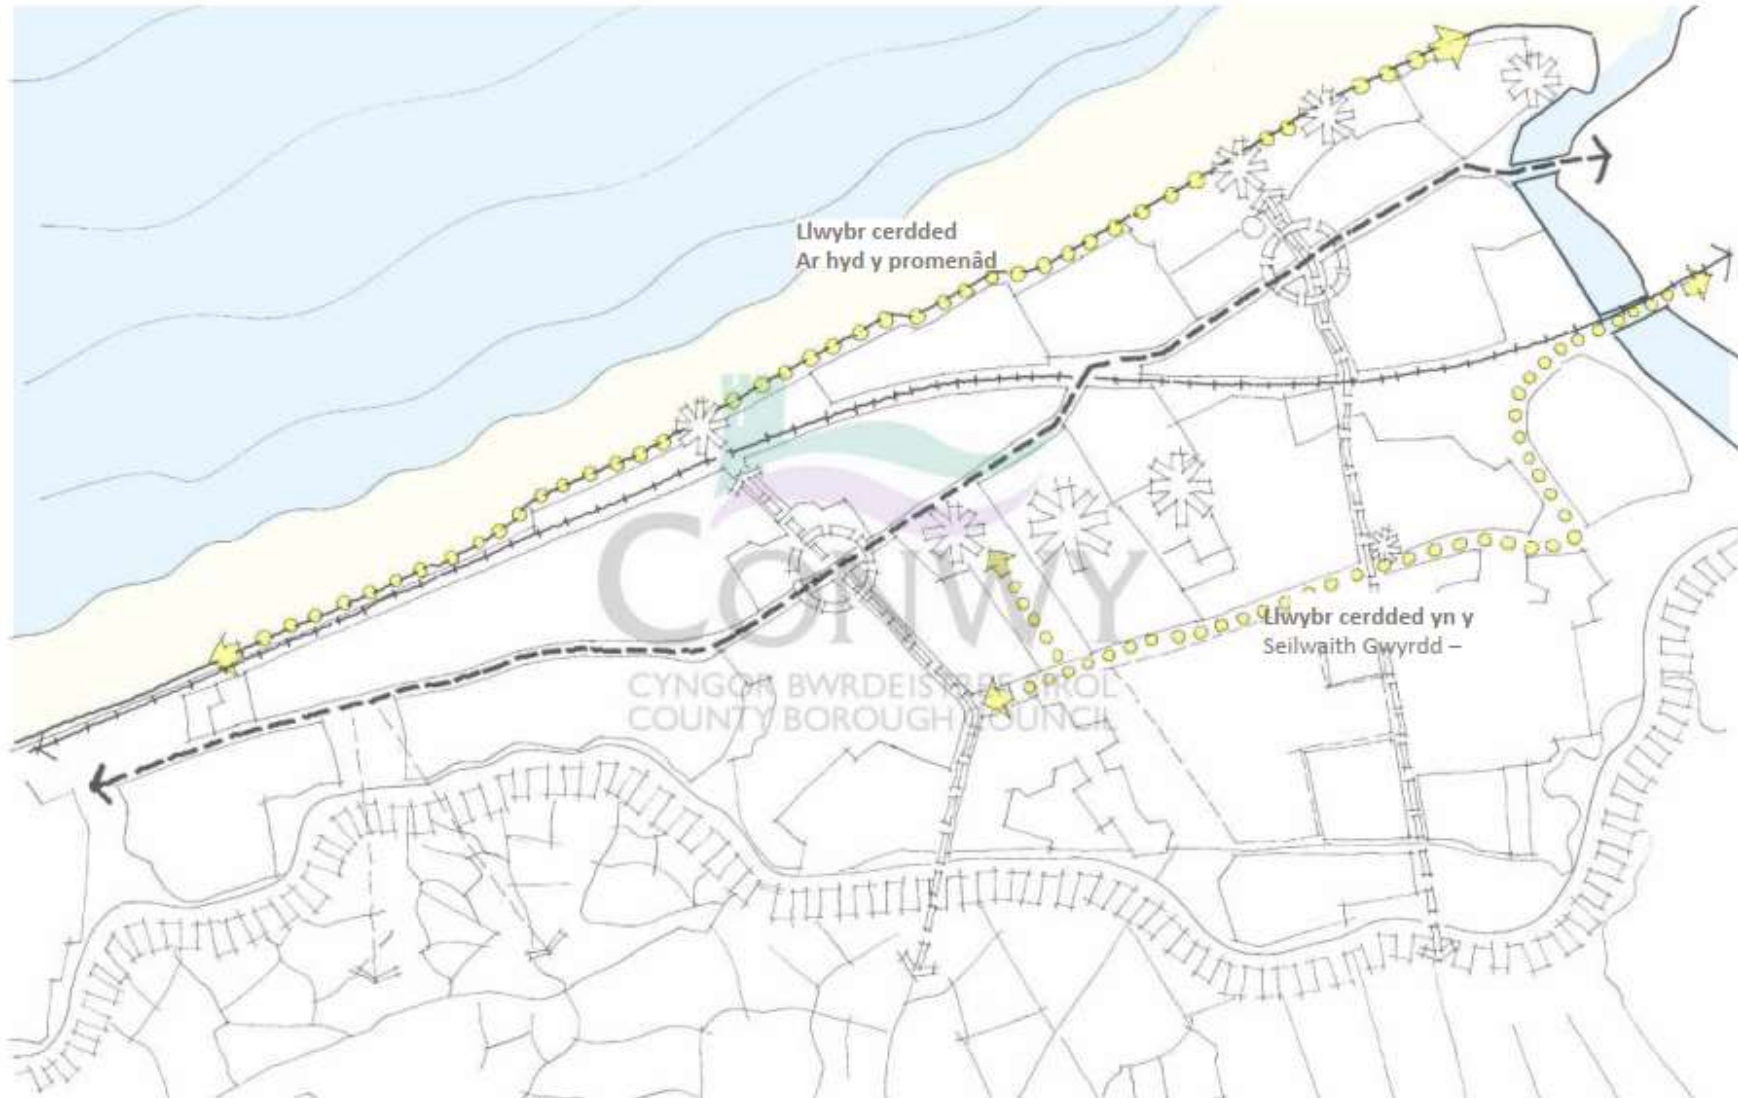 Llwybr cerdded
Ar hyd y promenâd
CONWY
Llwybr cerdded yn y
Seilwaith Gwyrdd –
CYNGOR BWRDEISTREF SIROL
COUNTY BOROUGH COUNCIL